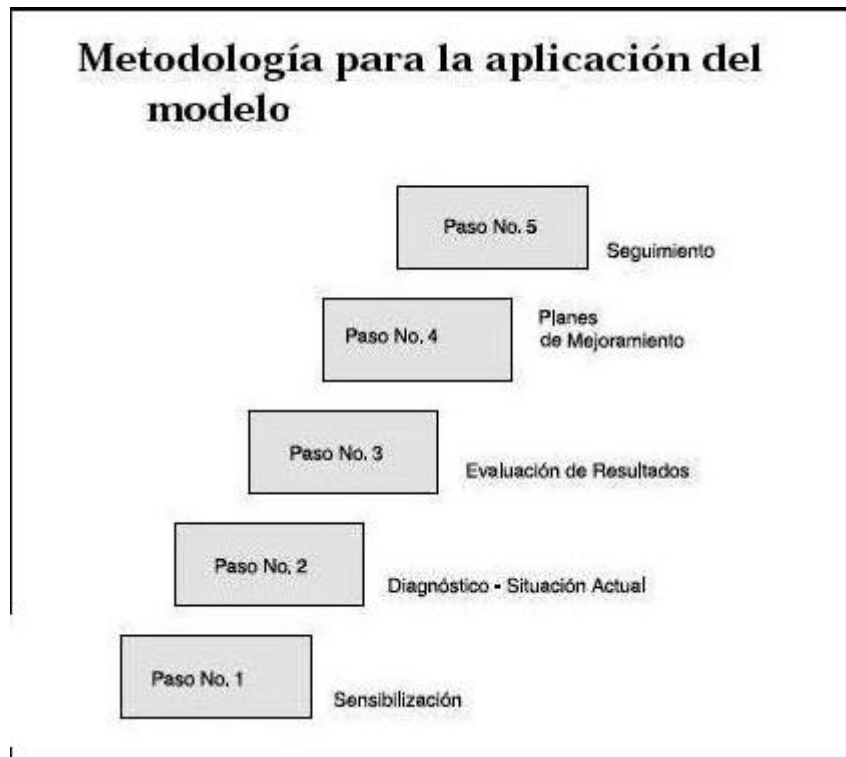 Metodología para la aplicación del
modelo
Paso No. 5
Seguimiento
Paso No. 4
Planes
de Mejoramiento
Paso No. 3
Evaluación de Resultados
Paso No. 2
Diagnóstico - Situación Actual
Paso No. 1
Sensibilización